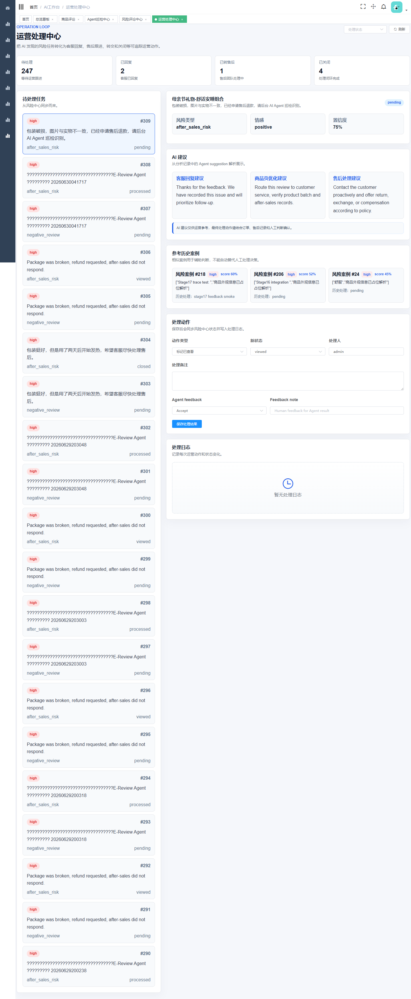 首页 / AI工作台 / 运营处理中心
首页 总览看板 × 商品评论 × Agent巡检中心 × 风险评论中心 × 运营处理中心 ×
OPERATION LOOP
处理状态 刷新
运营处理中心
把 AI 发现的风险任务转化为客服回复、售后跟进、转交和关闭等可追踪运营动作。
待处理
247
等待运营跟进
已回复
2
客服已回复
已转售后
1
售后团队处理中
已关闭
4
处理闭环完成
待处理任务
从风险中心同步而来。
high #309
包装破损，图片与实物不一致，已经申请售后退款，请后台
AI Agent 巡检识别。
after_sales_risk pending
high #308
??????????????????????????????????E-Review Agent
????????? 20260630041717
after_sales_risk processed
high #307
??????????????????????????????????E-Review Agent
????????? 20260630041717
negative_review pending
high #306
Package was broken, refund requested, after-sales did not
respond.
after_sales_risk viewed
high #305
Package was broken, refund requested, after-sales did not
respond.
negative_review pending
high #304
包装挺好，但是用了两天后开始发热，希望客服尽快处理售
后。
after_sales_risk closed
high #303
包装挺好，但是用了两天后开始发热，希望客服尽快处理售
后。
negative_review pending
high #302
??????????????????????????????????E-Review Agent
????????? 20260629203048
after_sales_risk processed
high #301
??????????????????????????????????E-Review Agent
????????? 20260629203048
negative_review pending
high #300
Package was broken, refund requested, after-sales did not
respond.
after_sales_risk viewed
high #299
Package was broken, refund requested, after-sales did not
respond.
negative_review pending
high #298
??????????????????????????????????E-Review Agent
????????? 20260629203003
after_sales_risk processed
high #297
??????????????????????????????????E-Review Agent
????????? 20260629203003
negative_review pending
high #296
Package was broken, refund requested, after-sales did not
respond.
after_sales_risk viewed
high #295
Package was broken, refund requested, after-sales did not
respond.
negative_review pending
high #294
??????????????????????????????????E-Review Agent
????????? 20260629200318
after_sales_risk processed
high #293
??????????????????????????????????E-Review Agent
????????? 20260629200318
negative_review pending
high #292
Package was broken, refund requested, after-sales did not
respond.
after_sales_risk viewed
high #291
Package was broken, refund requested, after-sales did not
respond.
negative_review pending
high #290
??????????????????????????????????E-Review Agent
????????? 20260629200238
after_sales_risk processed
母亲节礼物-舒适安睡组合
包装破损，图片与实物不一致，已经申请售后退款，请后台 AI Agent 巡检识别。
pending
风险类型
after_sales_risk
情感
positive
置信度
75%
AI 建议
从分析记录中的 Agent suggestion 解析展示。
客服回复建议
Thanks for the feedback. We
have recorded this issue and will
prioritize follow-up.
商品页优化建议
Route this review to customer
service, verify product batch and
after-sales records.
售后处理建议
Contact the customer
proactively and offer return,
exchange, or compensation
according to policy.
AI 建议仅供运营参考，最终处理动作请结合订单、售后记录和人工判断确认。
参考历史案例
相似案例用于辅助判断，不能自动替代人工处理决策。
风险案例 #218 high score 60%
["Stage17 trace test: ","商品外观信息已占
位解析"]
历史处理：stage17 feedback smoke
风险案例 #206 high score 52%
["Stage16 integration ","商品外观信息已
占位解析"]
历史处理：pending
风险案例 #24 high score 45%
["舒服","商品外观信息已占位解析"]
历史处理：pending
处理动作
保存后会同步风险中心状态并写入处理日志。
动作类型 新状态 处理人
标记已查看 viewed admin
处理备注
Agent feedback Feedback note
Accept Human feedback for Agent result
保存处理结果
处理日志
记录每次运营动作和状态变化。
暂无处理日志